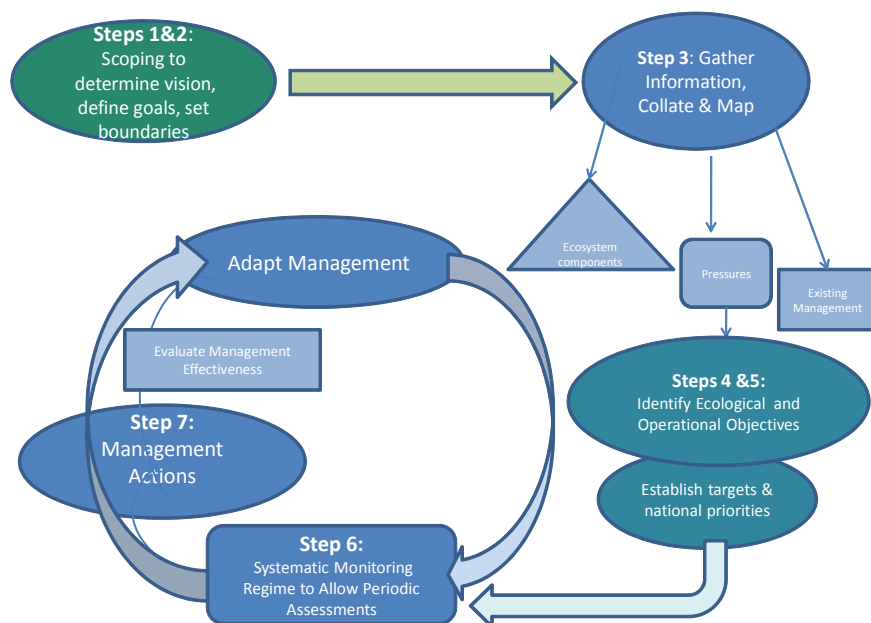 Steps 1&2:
Scoping to
determine vision,
define goals, set
boundaries
Step 3: Gather
Information,
Collate & Map
Ecosystem
components
Pressures
Existing
Management
Adapt Management
Evaluate Management
Effectiveness
Steps 4 &5:
Identify Ecological and
Operational Objectives
Establish targets &
national priorities
Step 7:
Management
Actions
Step 6:
Systematic Monitoring
Regime to Allow Periodic
Assessments